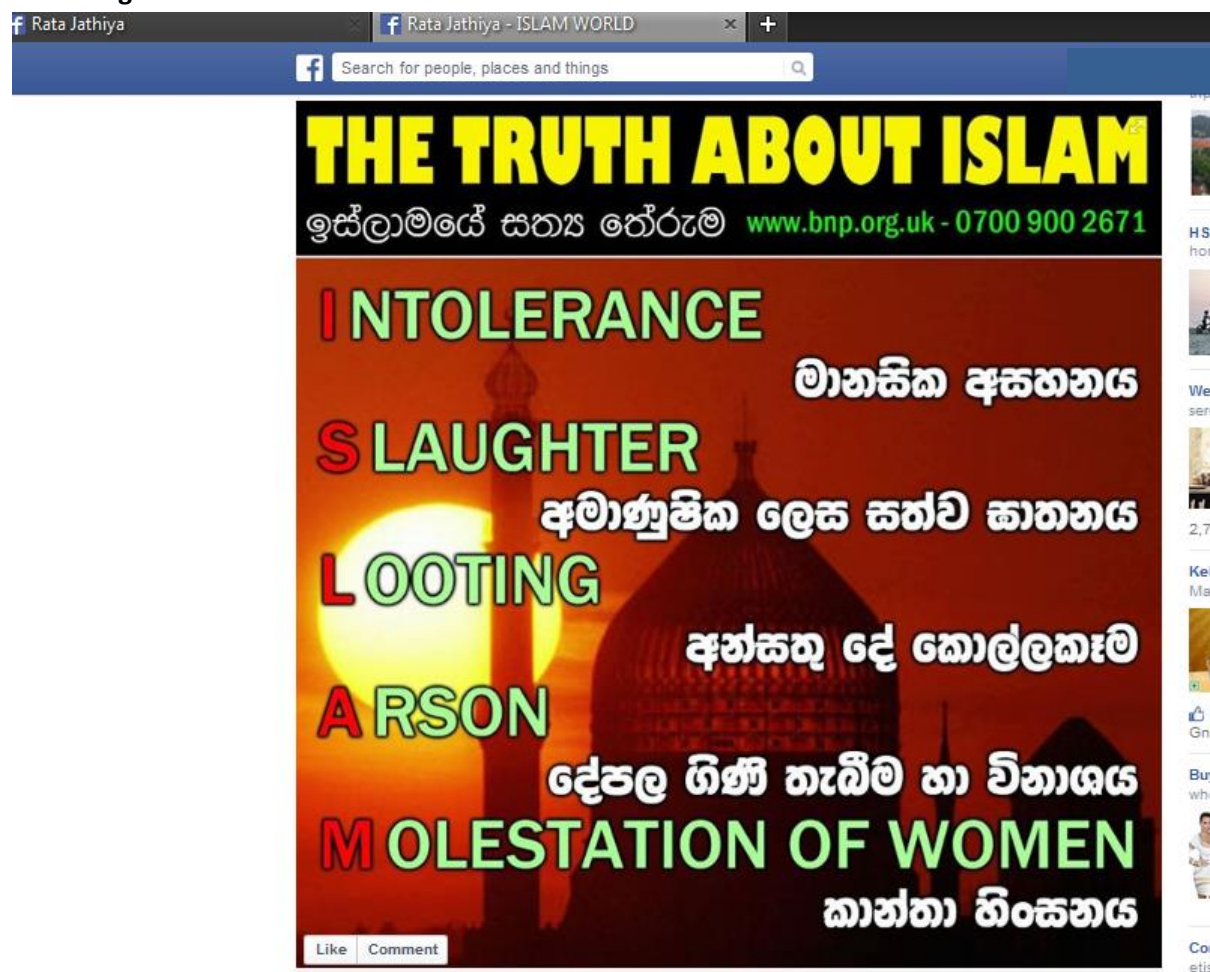 Rata Jathiya
Rata Jathiya - ISLAM WORLD
Search for people, places and things
THE TRUTH ABOUT ISLAM
ඉස්ලාමයේ සත්‍ය තේරුම www.bnp.org.uk - 0700 900 2671
INTOLERANCE
මානසික අසහනය
SLAUGHTER
අමාණුෂික ලෙස සත්ව ඝාතනය
LOOTING
අන්සතු දේ කොල්ලකෑම
ARSON
දේපල ගිණි තැබීම හා විනාශය
MOLESTATION OF WOMEN
කාන්තා හිංසනය
Like Comment